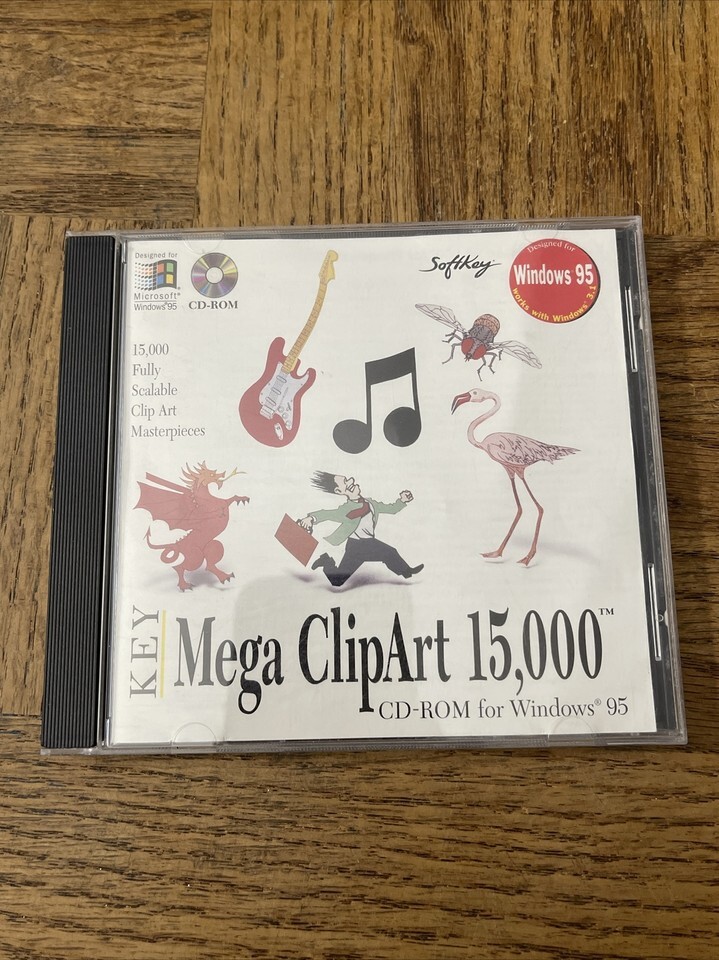 Designed for
Microsoft®
Windows®95
CD-ROM
SoftKey®
Designed for
Windows® 95
works with Windows® 3.1
15,000
Fully
Scalable
Clip Art
Masterpieces
KEY
Mega ClipArt 15,000™
CD-ROM for Windows® 95